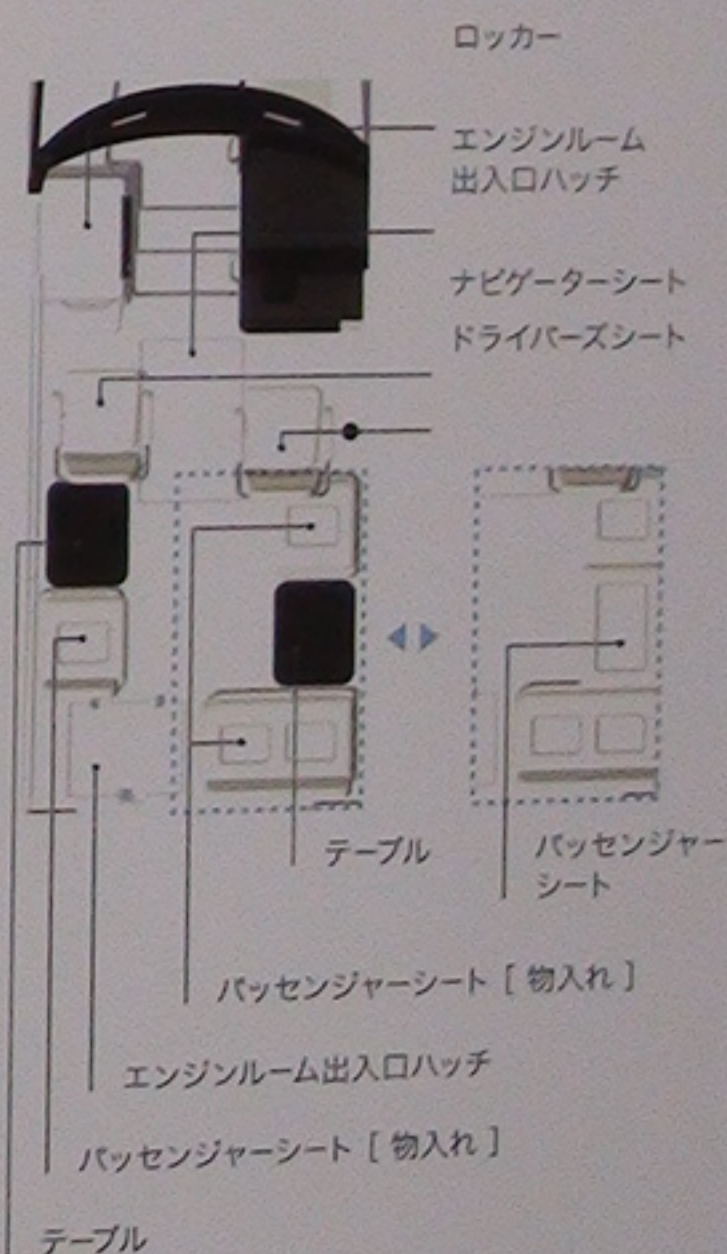 ロッカー
エンジンルーム
出入口ハッチ
ナビゲーターシート
ドライバーズシート
テーブル
パッセンジャー
シート
パッセンジャーシート [ 物入れ ]
エンジンルーム出入口ハッチ
パッセンジャーシート [ 物入れ ]
テーブル